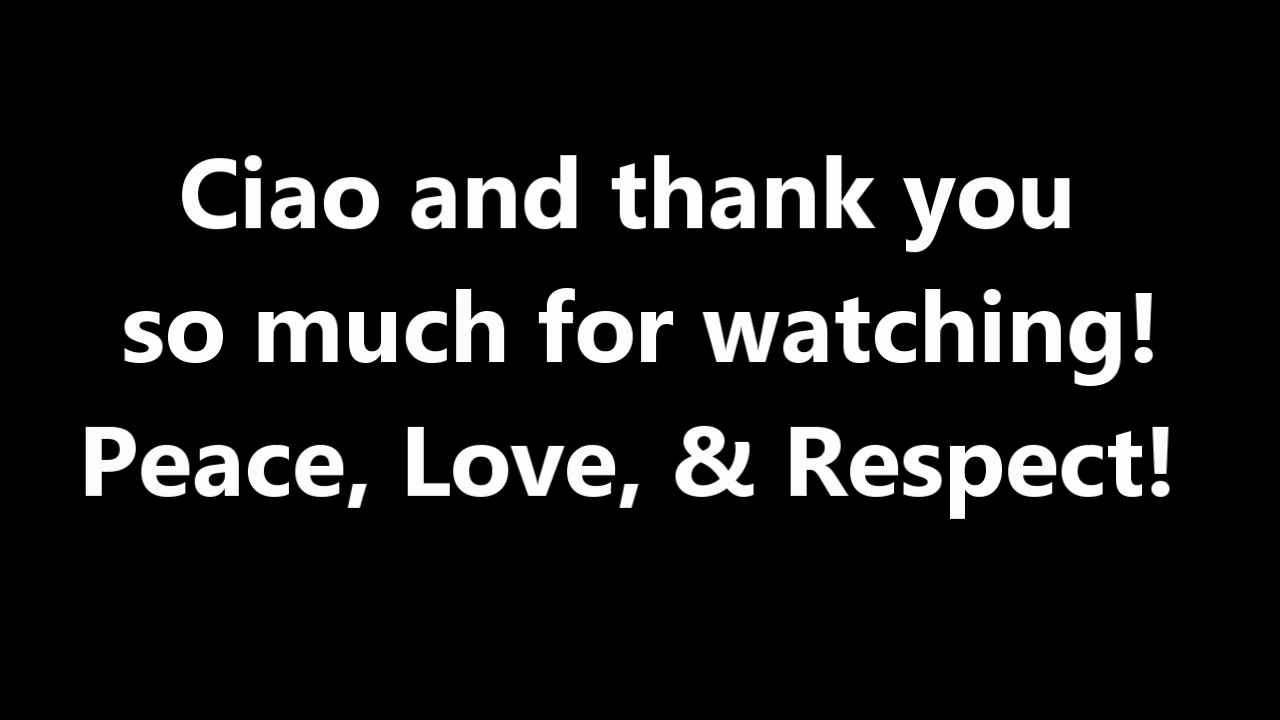 Ciao and thank you
so much for watching!
Peace, Love, & Respect!